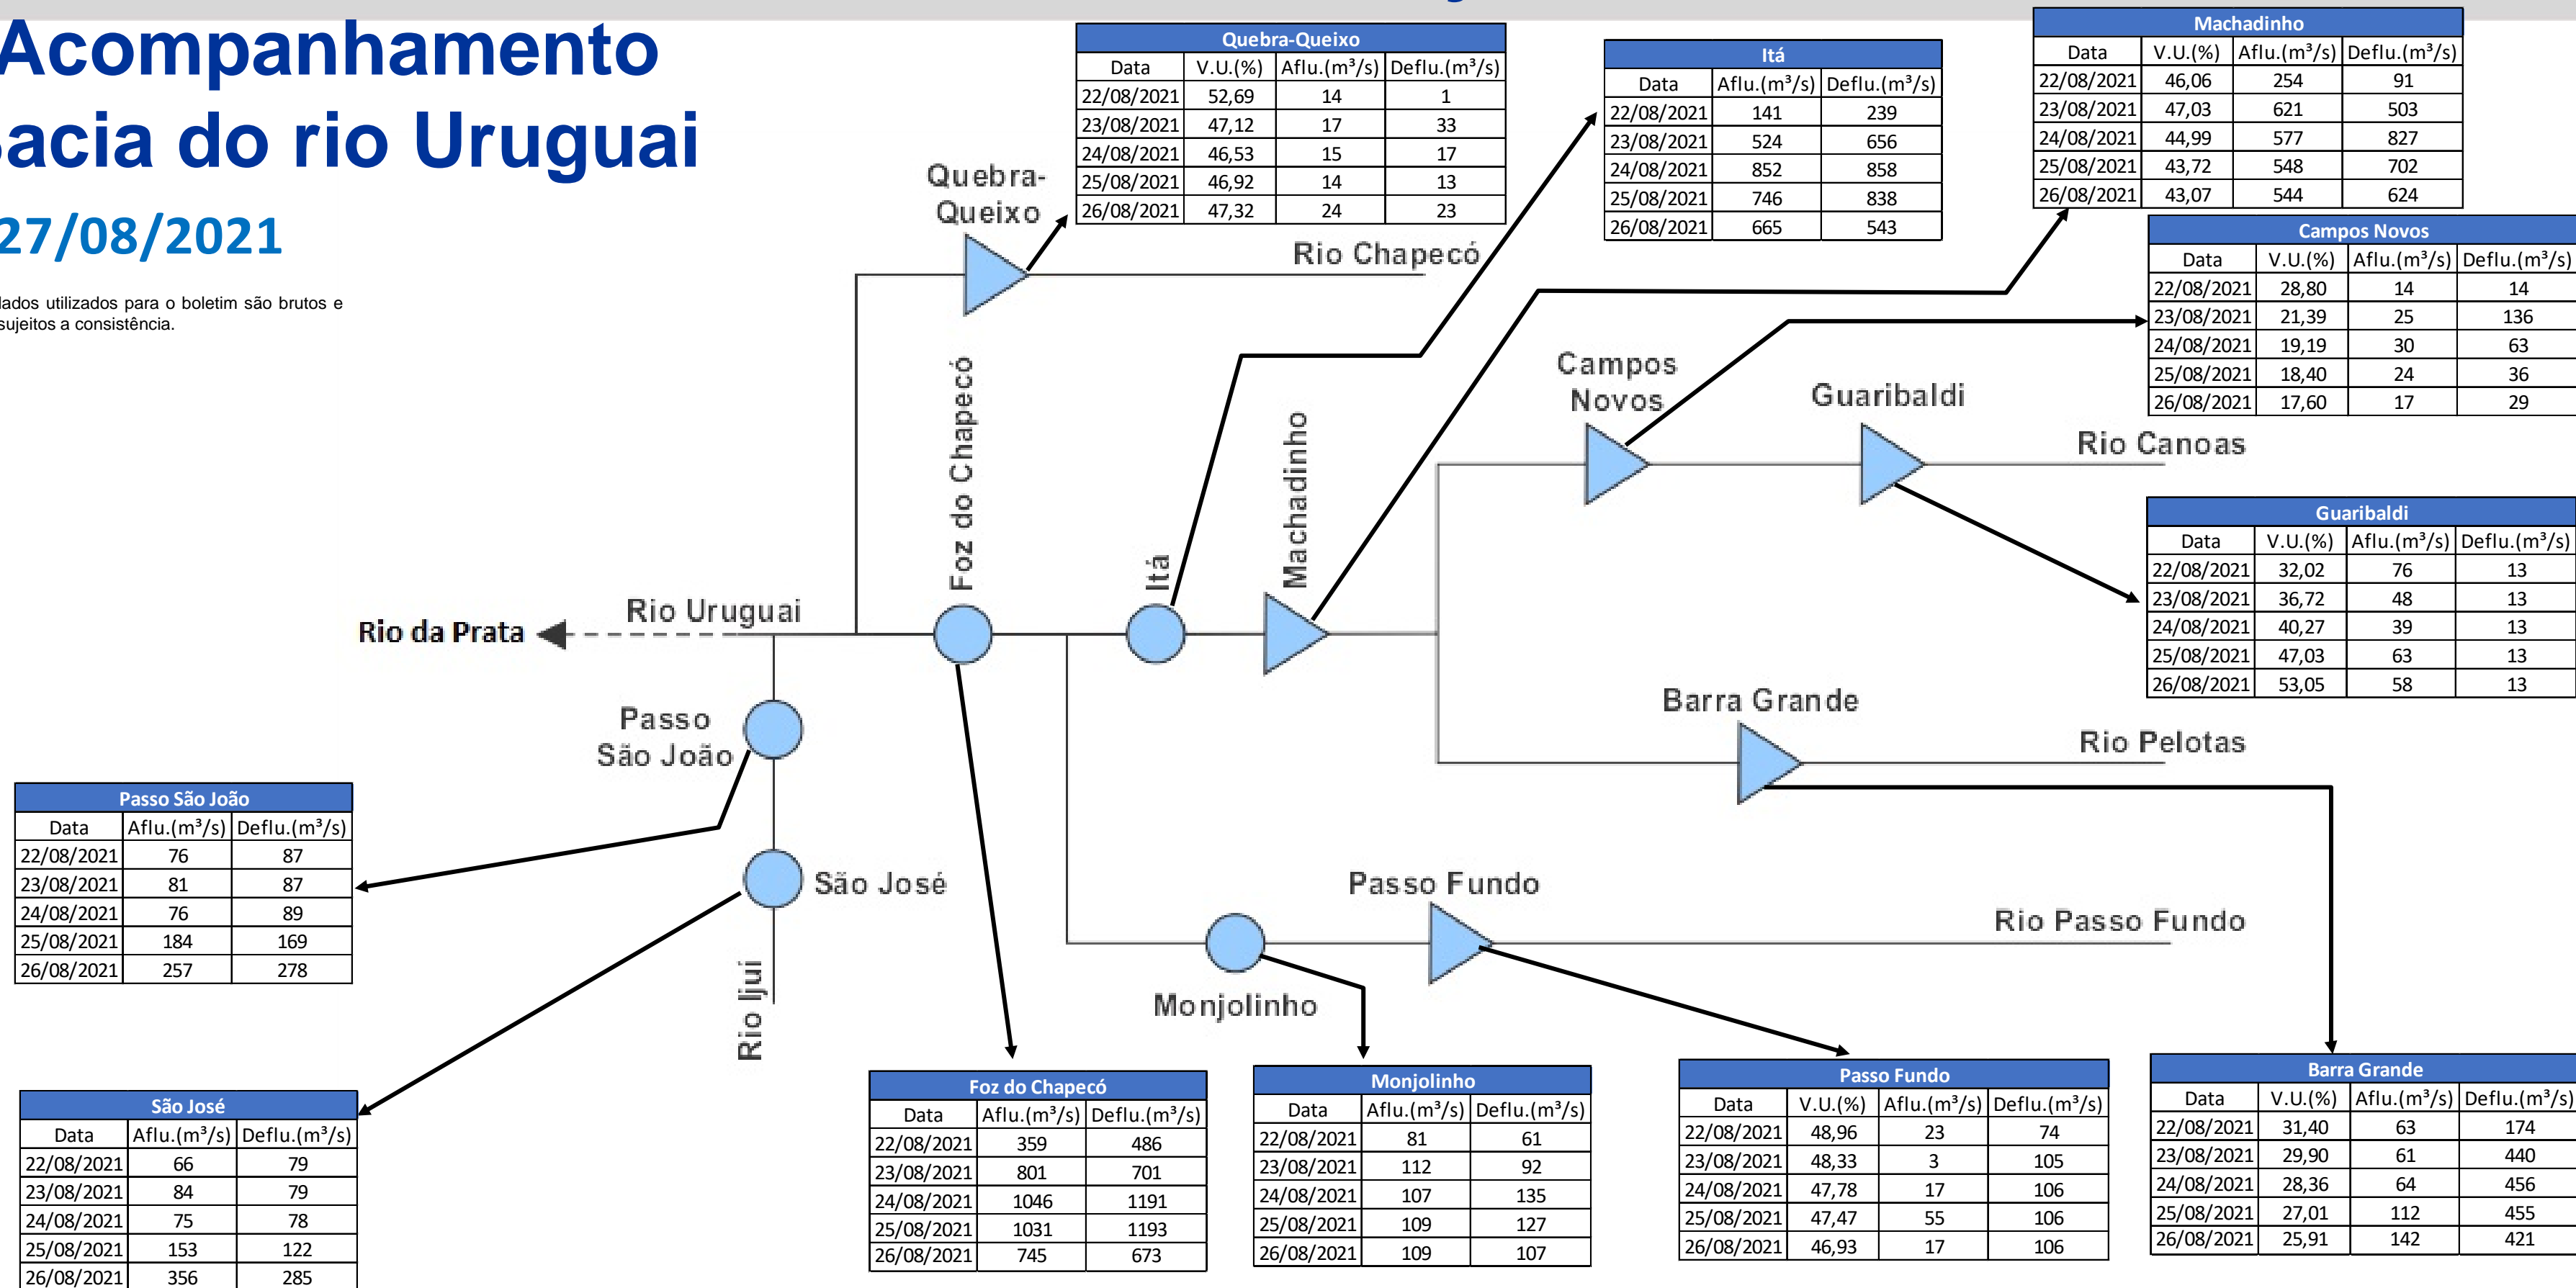 Acompanhamento
acia do rio Uruguai
27/08/2021
dados utilizados para o boletim são brutos e
sujeitos a consistência.
Quebra-Queixo
Data V.U.(%) Aflu.(m³/s) Deflu.(m³/s)
22/08/2021 52,69 14 1
23/08/2021 47,12 17 33
24/08/2021 46,53 15 17
25/08/2021 46,92 14 13
26/08/2021 47,32 24 23
Itá
Data Aflu.(m³/s) Deflu.(m³/s)
22/08/2021 141 239
23/08/2021 524 656
24/08/2021 852 858
25/08/2021 746 838
26/08/2021 665 543
Machadinho
Data V.U.(%) Aflu.(m³/s) Deflu.(m³/s)
22/08/2021 46,06 254 91
23/08/2021 47,03 621 503
24/08/2021 44,99 577 827
25/08/2021 43,72 548 702
26/08/2021 43,07 544 624
Campos Novos
Data V.U.(%) Aflu.(m³/s) Deflu.(m³/s)
22/08/2021 28,80 14 14
23/08/2021 21,39 25 136
24/08/2021 19,19 30 63
25/08/2021 18,40 24 36
26/08/2021 17,60 17 29
Quebra-
Queixo
Rio Chapecó
Foz do Chapecó
Itá
Machadinho
Campos
Novos
Guaribaldi
Rio Canoas
Guaribaldi
Data V.U.(%) Aflu.(m³/s) Deflu.(m³/s)
22/08/2021 32,02 76 13
23/08/2021 36,72 48 13
24/08/2021 40,27 39 13
25/08/2021 47,03 63 13
26/08/2021 53,05 58 13
Rio da Prata
Rio Uruguai
Passo
São João
Barra Grande
Rio Pelotas
Passo São João
Data Aflu.(m³/s) Deflu.(m³/s)
22/08/2021 76 87
23/08/2021 81 87
24/08/2021 76 89
25/08/2021 184 169
26/08/2021 257 278
São José
Passo Fundo
Rio Passo Fundo
Monjolinho
Rio Ijuí
São José
Data Aflu.(m³/s) Deflu.(m³/s)
22/08/2021 66 79
23/08/2021 84 79
24/08/2021 75 78
25/08/2021 153 122
26/08/2021 356 285
Foz do Chapecó
Data Aflu.(m³/s) Deflu.(m³/s)
22/08/2021 359 486
23/08/2021 801 701
24/08/2021 1046 1191
25/08/2021 1031 1193
26/08/2021 745 673
Monjolinho
Data Aflu.(m³/s) Deflu.(m³/s)
22/08/2021 81 61
23/08/2021 112 92
24/08/2021 107 135
25/08/2021 109 127
26/08/2021 109 107
Passo Fundo
Data V.U.(%) Aflu.(m³/s) Deflu.(m³/s)
22/08/2021 48,96 23 74
23/08/2021 48,33 3 105
24/08/2021 47,78 17 106
25/08/2021 47,47 55 106
26/08/2021 46,93 17 106
Barra Grande
Data V.U.(%) Aflu.(m³/s) Deflu.(m³/s)
22/08/2021 31,40 63 174
23/08/2021 29,90 61 440
24/08/2021 28,36 64 456
25/08/2021 27,01 112 455
26/08/2021 25,91 142 421